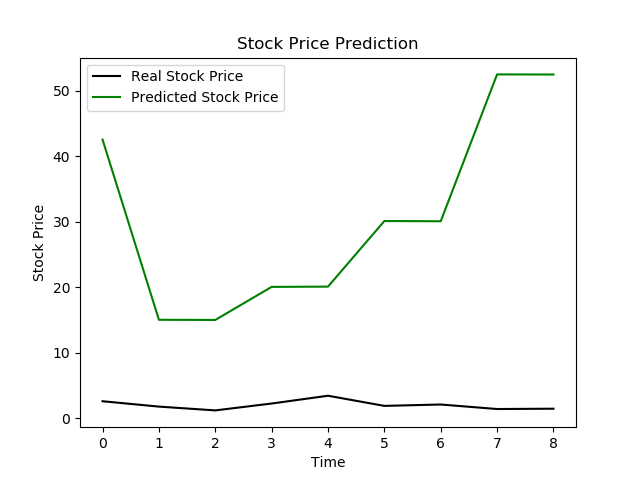 Stock Price Prediction
Real Stock Price
Predicted Stock Price
Stock Price
50
40
30
20
10
0
0 1 2 3 4 5 6 7 8
Time